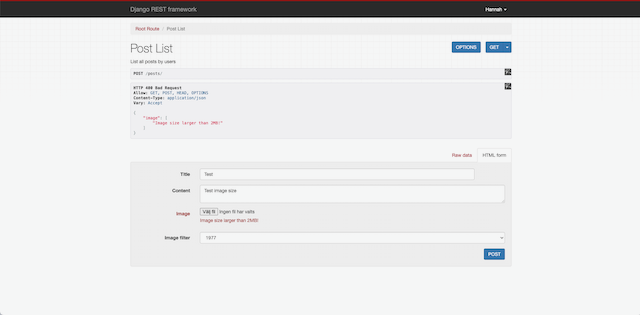 Django REST framework
Hannah
Root Route / Post List
Post List
OPTIONS
GET
List all posts by users
POST /posts/
HTTP 400 Bad Request
Allow: GET, POST, HEAD, OPTIONS
Content-Type: application/json
Vary: Accept
{
"image": [
"Image size larger than 2MB!"
]
}
Raw data
HTML form
Title
Test
Content
Test image size
Image
Välj fil Ingen fil har valts
Image size larger than 2MB!
Image filter
1977
POST